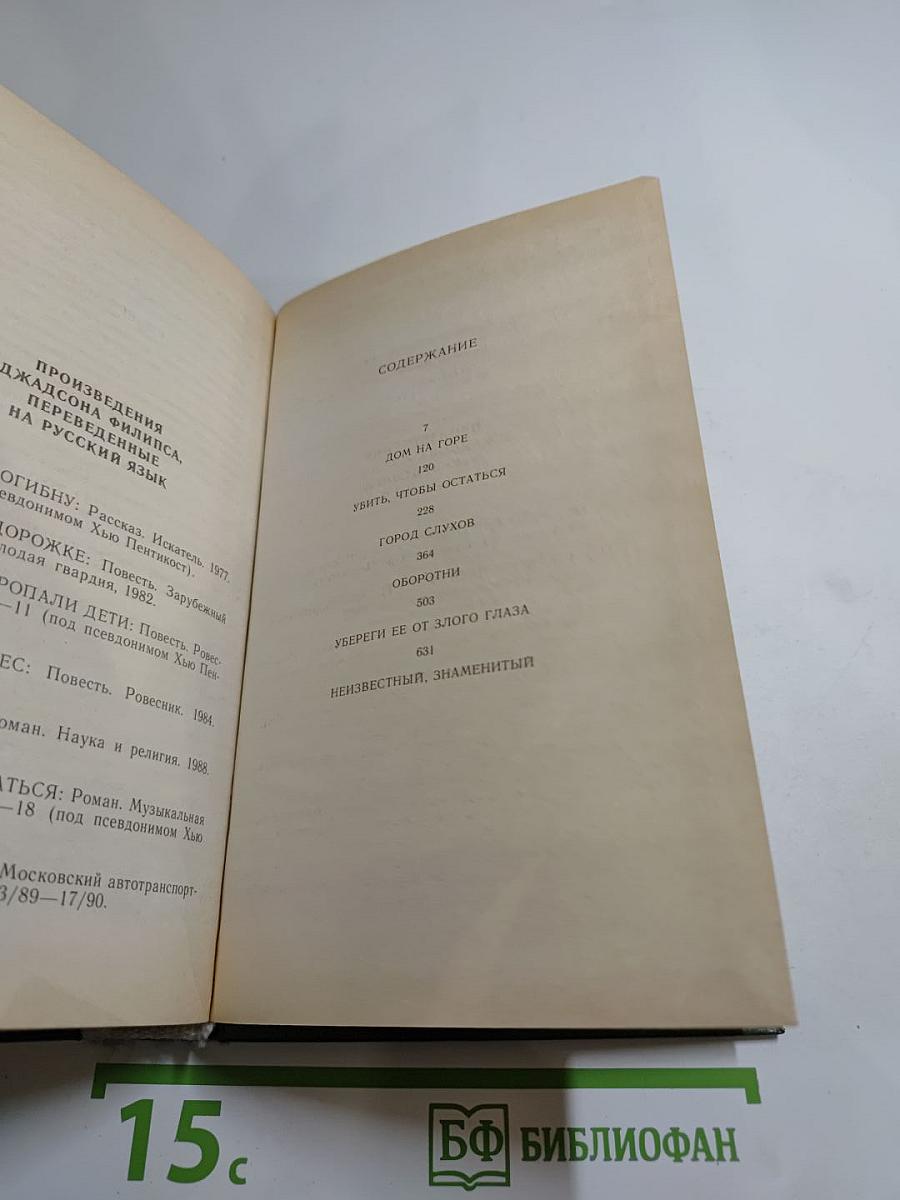 ПРОИЗВЕДЕНИЯ
ДЖАДСОНА ФИЛИПСА,
ПЕРЕВЕДЕННЫЕ
НА РУССКИЙ ЯЗЫК
ОГИБНУ: Рассказ. Искатель. 1977.
севдонимом Хью Пентикост).
ДОРОЖКЕ: Повесть. Зарубежный
лодая гвардия, 1982.
РОПАЛИ ДЕТИ: Повесть. Ровес-
—11 (под псевдонимом Хью Пен-
ЕС: Повесть. Ровесник. 1984.
оман. Наука и религия. 1988.
АТЬСЯ: Роман. Музыкальная
—18 (под псевдонимом Хью
Московский автотранспорт-
3/89—17/90.
СОДЕРЖАНИЕ
7
ДОМ НА ГОРЕ
120
УБИТЬ, ЧТОБЫ ОСТАТЬСЯ
228
ГОРОД СЛУХОВ
364
ОБОРОТНИ
503
УБЕРЕГИ ЕЕ ОТ ЗЛОГО ГЛАЗА
631
НЕИЗВЕСТНЫЙ, ЗНАМЕНИТЫЙ
15 с
БФ БИБЛИОФАН